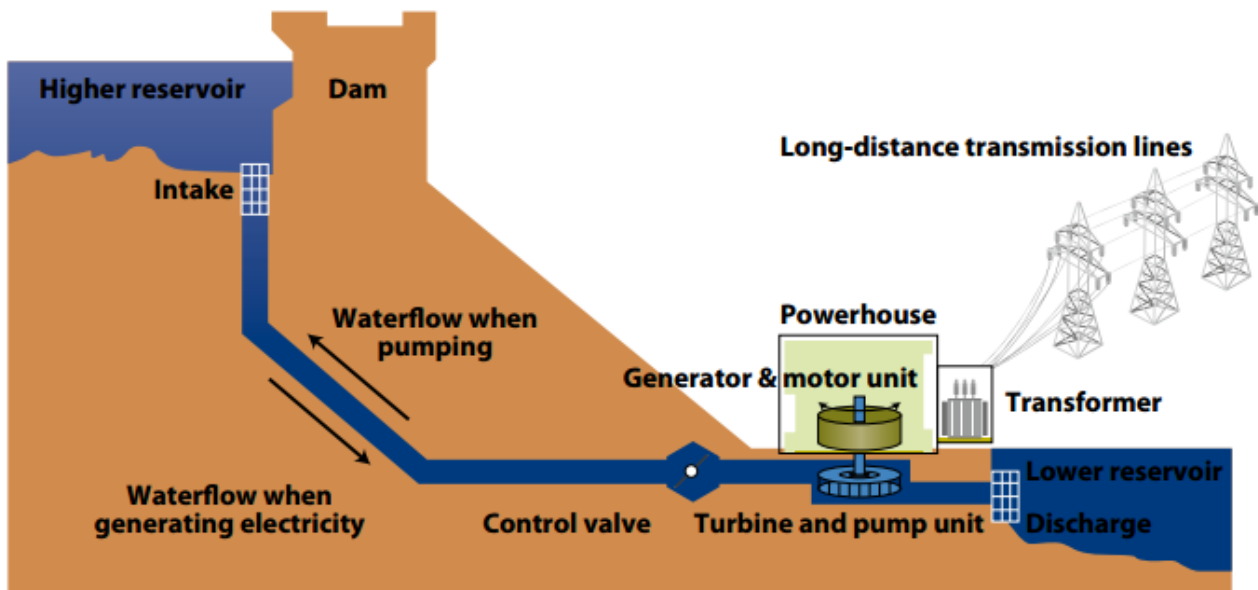 Higher reservoir
Dam
Long-distance transmission lines
Intake
Waterflow when
pumping
Powerhouse
Generator & motor unit
Transformer
Waterflow when
generating electricity
Control valve
Turbine and pump unit
Lower reservoir
Discharge